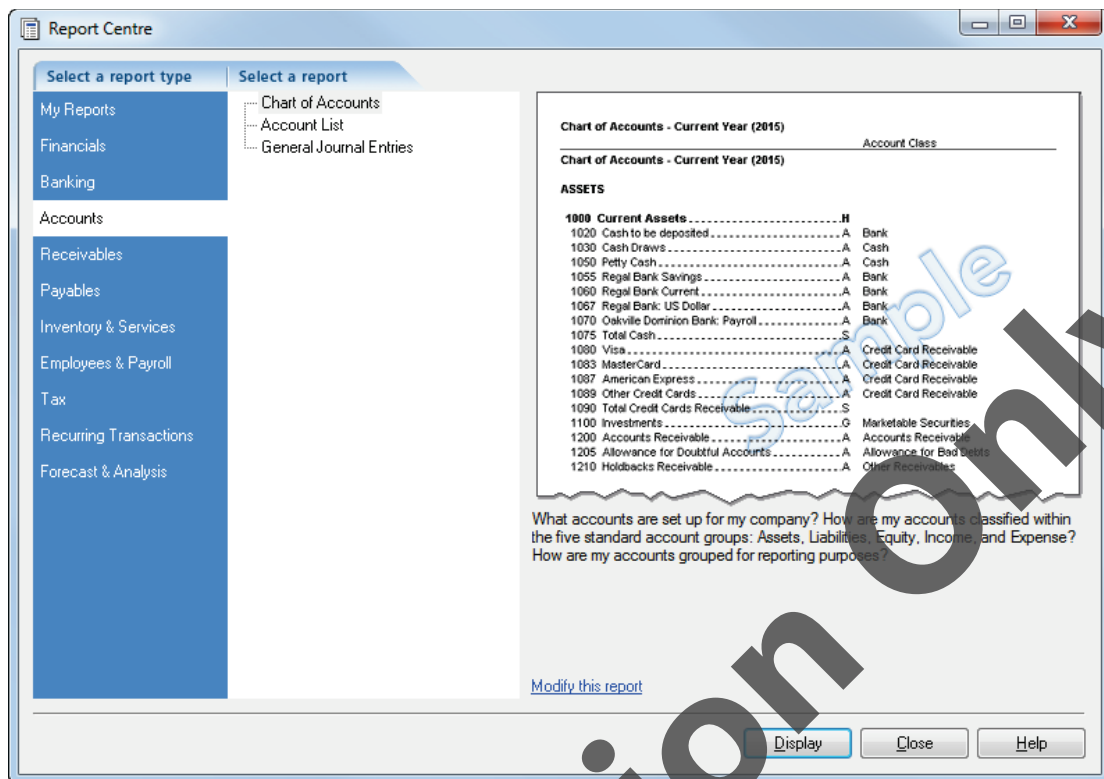 Report Centre
Select a report type
Select a report
My Reports
Financials
Banking
Accounts
Receivables
Payables
Inventory & Services
Employees & Payroll
Tax
Recurring Transactions
Forecast & Analysis
Chart of Accounts
Account List
General Journal Entries
Chart of Accounts - Current Year (2015)
Account Class
Chart of Accounts - Current Year (2015)
ASSETS
1000 Current Assets H
1020 Cash to be deposited A Bank
1030 Cash Draws A Cash
1050 Petty Cash A Cash
1055 Regal Bank Savings A Bank
1060 Regal Bank Current A Bank
1067 Regal Bank: US Dollar A Bank
1070 Oakville Dominion Bank: Payroll A Bank
1075 Total Cash S
1080 Visa A Credit Card Receivable
1083 MasterCard A Credit Card Receivable
1087 American Express A Credit Card Receivable
1089 Other Credit Cards A Credit Card Receivable
1090 Total Credit Cards Receivable S
1100 Investments G Marketable Securities
1200 Accounts Receivable A Accounts Receivable
1205 Allowance for Doubtful Accounts A Allowance for Bad Debts
1210 Holdbacks Receivable A Other Receivables
Sample
What accounts are set up for my company? How are my accounts classified within
the five standard account groups: Assets, Liabilities, Equity, Income, and Expense?
How are my accounts grouped for reporting purposes?
Modify this report
Display
Close
Help